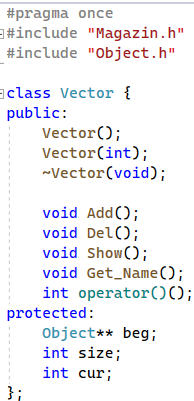 #pragma once
#include "Magazin.h"
#include "Object.h"
class Vector {
public:
Vector();
Vector(int);
~Vector(void);
void Add();
void Del();
void Show();
void Get_Name();
int operator()();
protected:
Object** beg;
int size;
int cur;
};